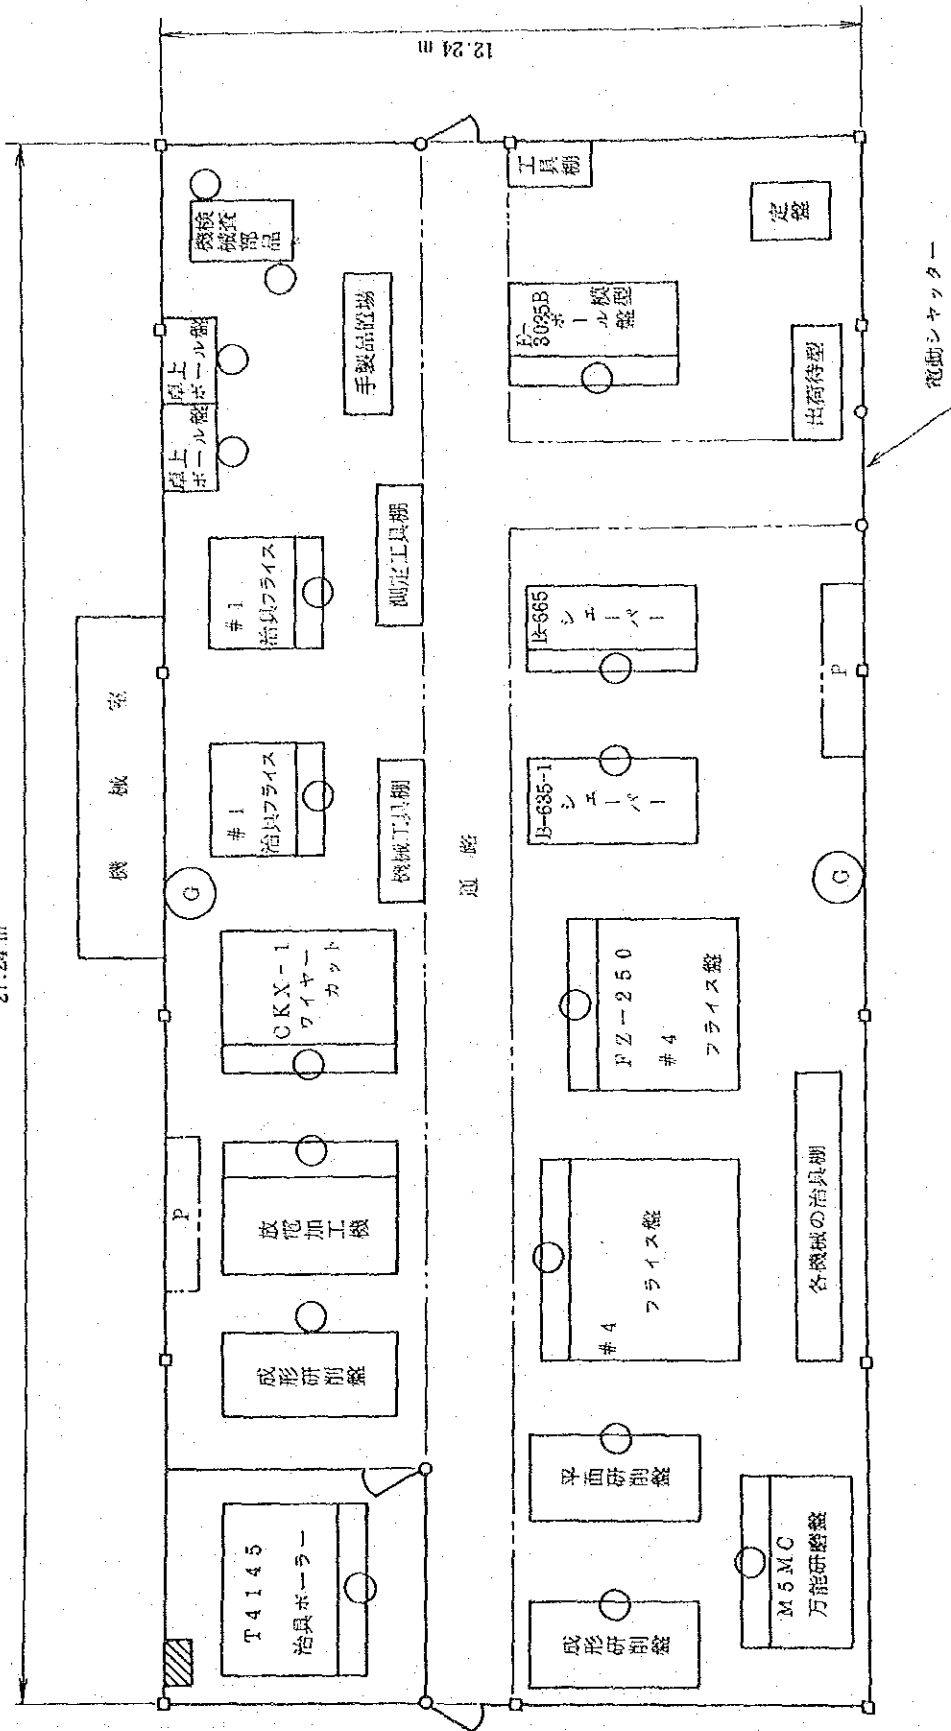 27.24 m
12.24 m
機械室
機械検査
部品
卓上
ボール盤
卓上
ボール盤
手製品置場
#1
治具フライス
測定工具棚
#1
治具フライス
機械工具棚
G
CKX-1
ワイヤー
カット
P
放電
加工
機
成形研削盤
T4145
治具ボーラー
通路
工具棚
定盤
3025B
ボール盤
模型
出荷待型
電動シャッター
B-665
シェーパー
B-635-1
シェーパー
P
G
FZ-250
#4
フライス盤
#4
フライス盤
各機械の治具棚
平面研削盤
成形研削盤
M5MC
万能研磨盤